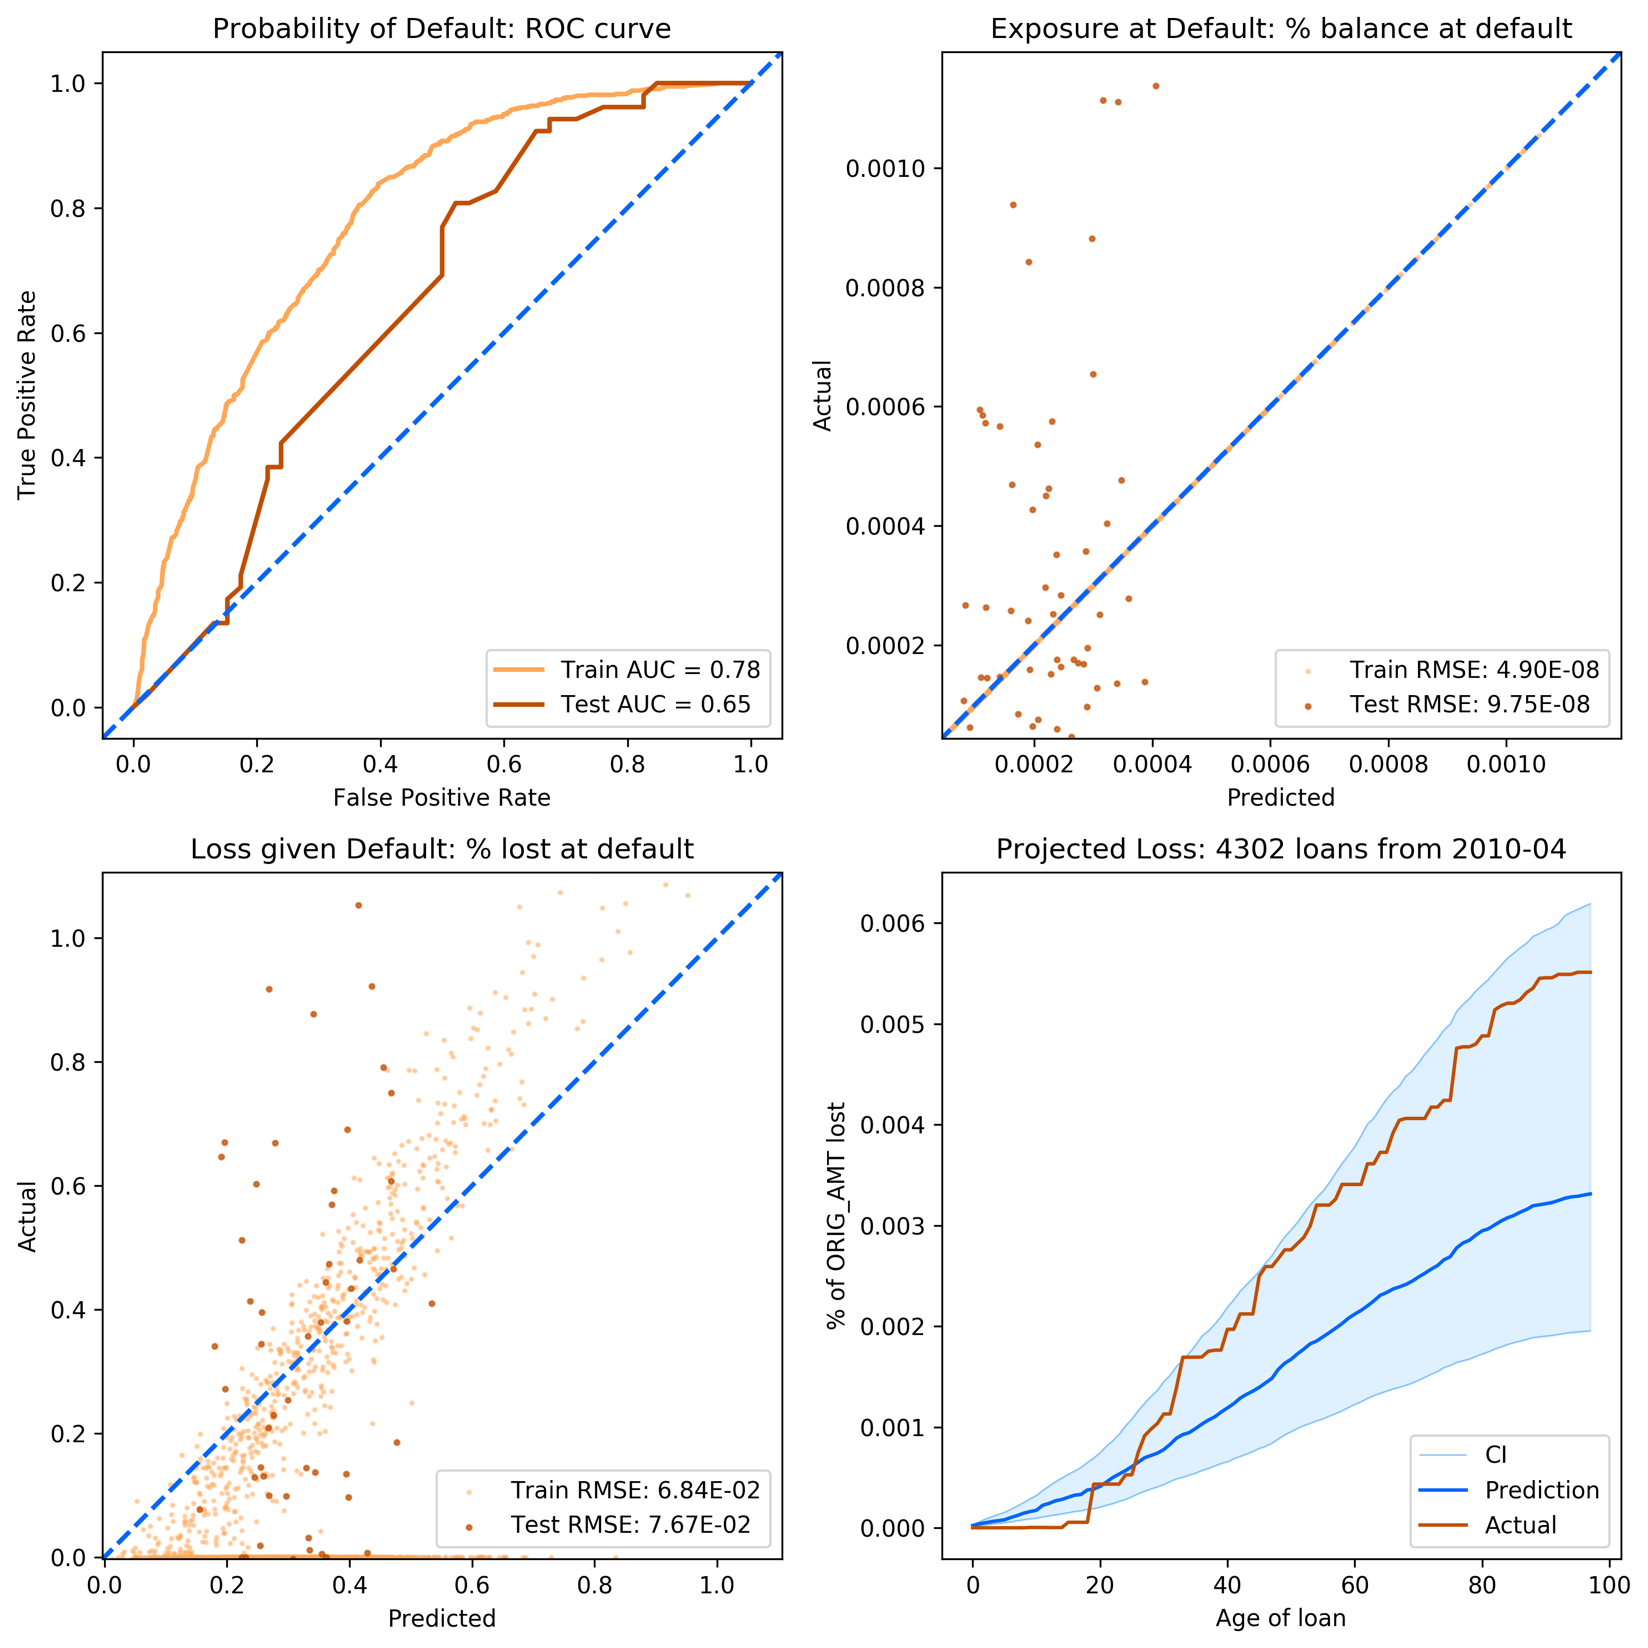 Probability of Default: ROC curve
True Positive Rate
1.0
0.8
0.6
0.4
0.2
0.0
Train AUC = 0.78
Test AUC = 0.65
0.0 0.2 0.4 0.6 0.8 1.0
False Positive Rate
Exposure at Default: % balance at default
Actual
0.0010
0.0008
0.0006
0.0004
0.0002
Train RMSE: 4.90E-08
Test RMSE: 9.75E-08
0.0002 0.0004 0.0006 0.0008 0.0010
Predicted
Loss given Default: % lost at default
Actual
1.0
0.8
0.6
0.4
0.2
0.0
Train RMSE: 6.84E-02
Test RMSE: 7.67E-02
0.0 0.2 0.4 0.6 0.8 1.0
Predicted
Projected Loss: 4302 loans from 2010-04
% of ORIG_AMT lost
0.006
0.005
0.004
0.003
0.002
0.001
0.000
CI
Prediction
Actual
0 20 40 60 80 100
Age of loan